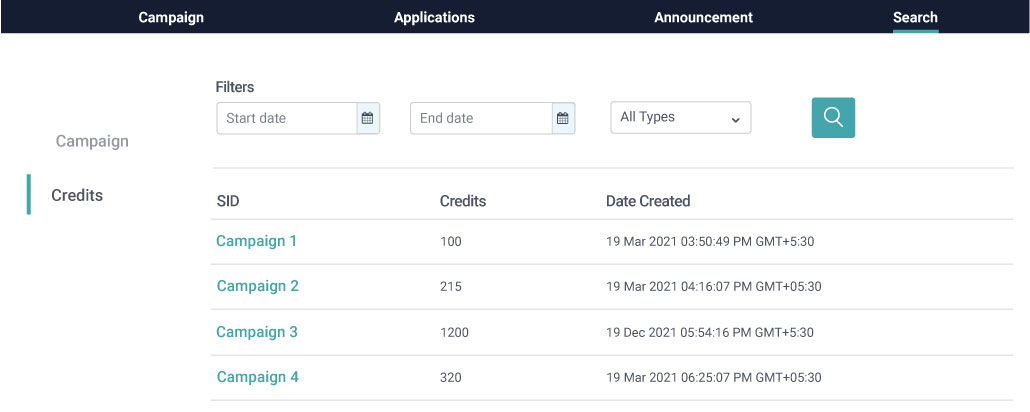 Campaign Applications Announcement Search
Filters
Start date End date All Types
Campaign
Credits
SID Credits Date Created
Campaign 1 100 19 Mar 2021 03:50:49 PM GMT+5:30
Campaign 2 215 19 Mar 2021 04:16:07 PM GMT+05:30
Campaign 3 1200 19 Dec 2021 05:54:16 PM GMT+5:30
Campaign 4 320 19 Mar 2021 06:25:07 PM GMT+05:30